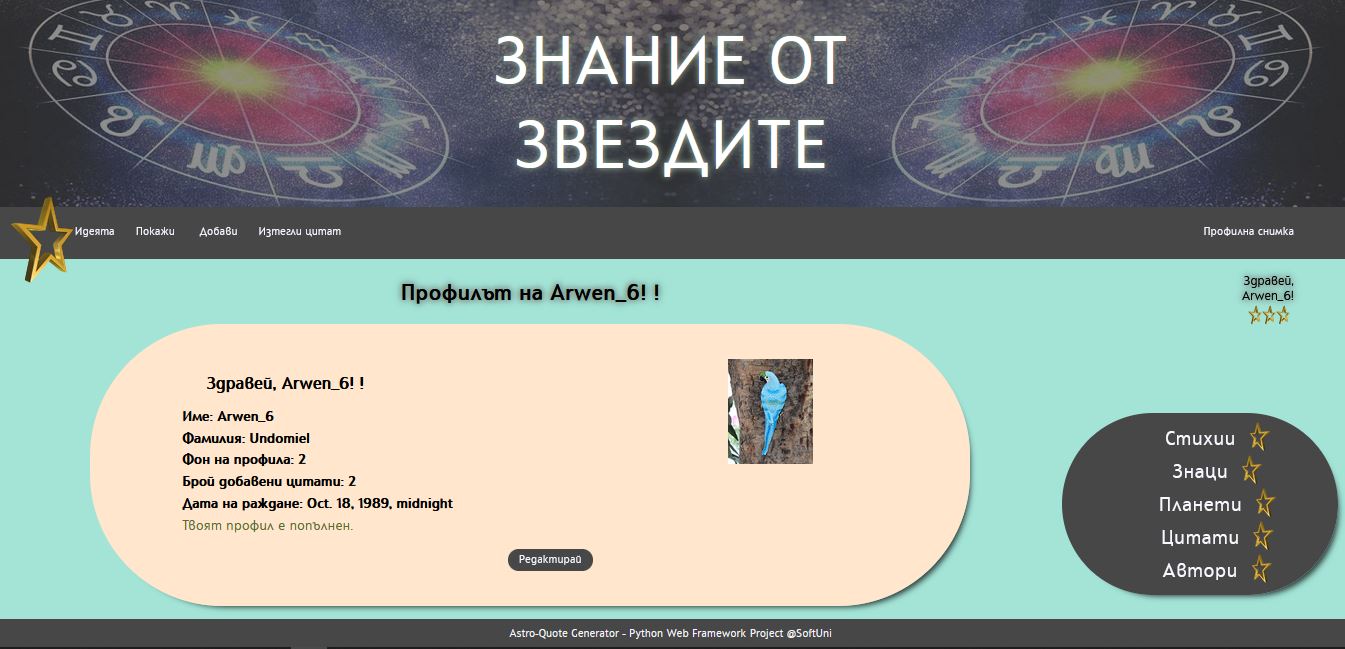 ЗНАНИЕ ОТ
ЗВЕЗДИТЕ
Идеята Покажи Добави Изтегли цитат Профилна снимка
Профилът на Arwen_6! !
Здравей,
Arwen_6!
Здравей, Arwen_6! !
Име: Arwen_6
Фамилия: Undomiel
Фон на профила: 2
Брой добавени цитати: 2
Дата на раждане: Oct. 18, 1989, midnight
Твоят профил е попълнен.
Редактирай
Стихии
Знаци
Планети
Цитати
Автори
Astro-Quote Generator - Python Web Framework Project @SoftUni